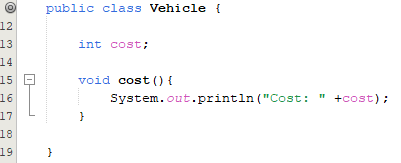 public class Vehicle {
12
13 int cost;
14
15 void cost(){
16 System.out.println("Cost: " +cost);
17 }
18
19 }